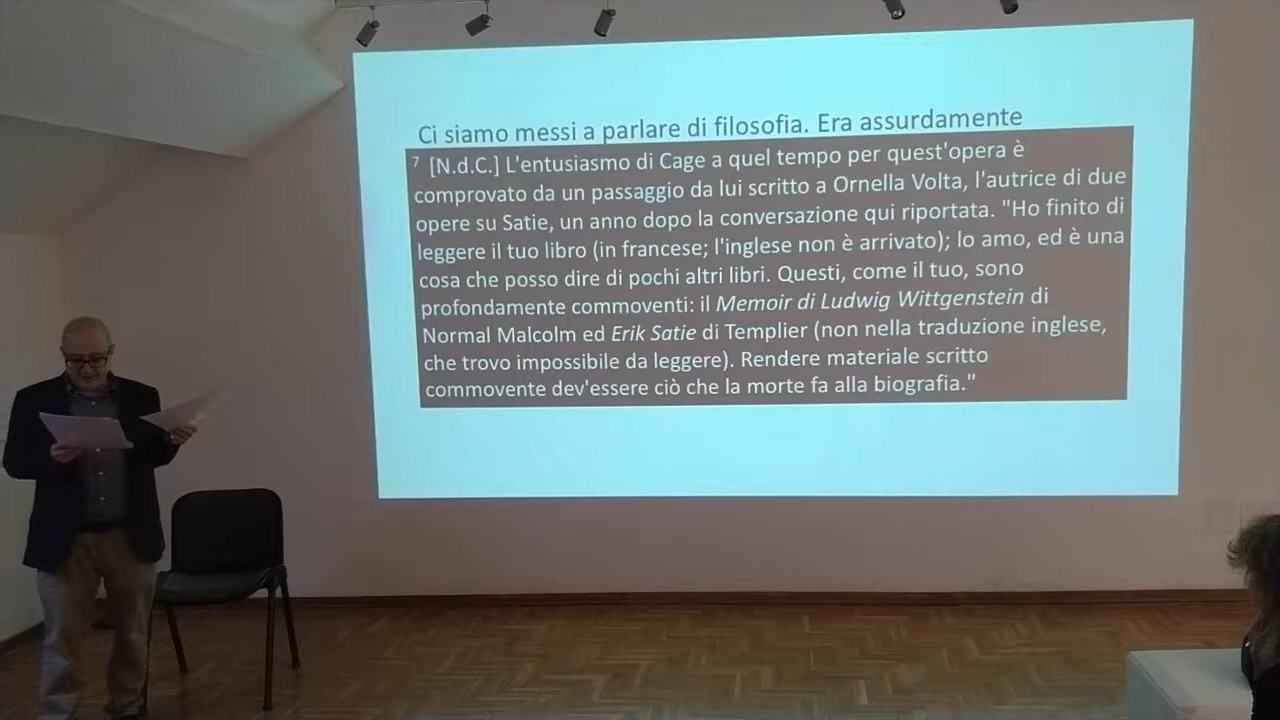 Ci siamo messi a parlare di filosofia. Era assurdamente
7 [N.d.C.] L'entusiasmo di Cage a quel tempo per quest'opera è
comprovato da un passaggio da lui scritto a Ornella Volta, l'autrice di due
opere su Satie, un anno dopo la conversazione qui riportata. "Ho finito di
leggere il tuo libro (in francese; l'inglese non è arrivato); lo amo, ed è una
cosa che posso dire di pochi altri libri. Questi, come il tuo, sono
profondamente commoventi: il Memoir di Ludwig Wittgenstein di
Normal Malcolm ed Erik Satie di Templier (non nella traduzione inglese,
che trovo impossibile da leggere). Rendere materiale scritto
commovente dev'essere ciò che la morte fa alla biografia."